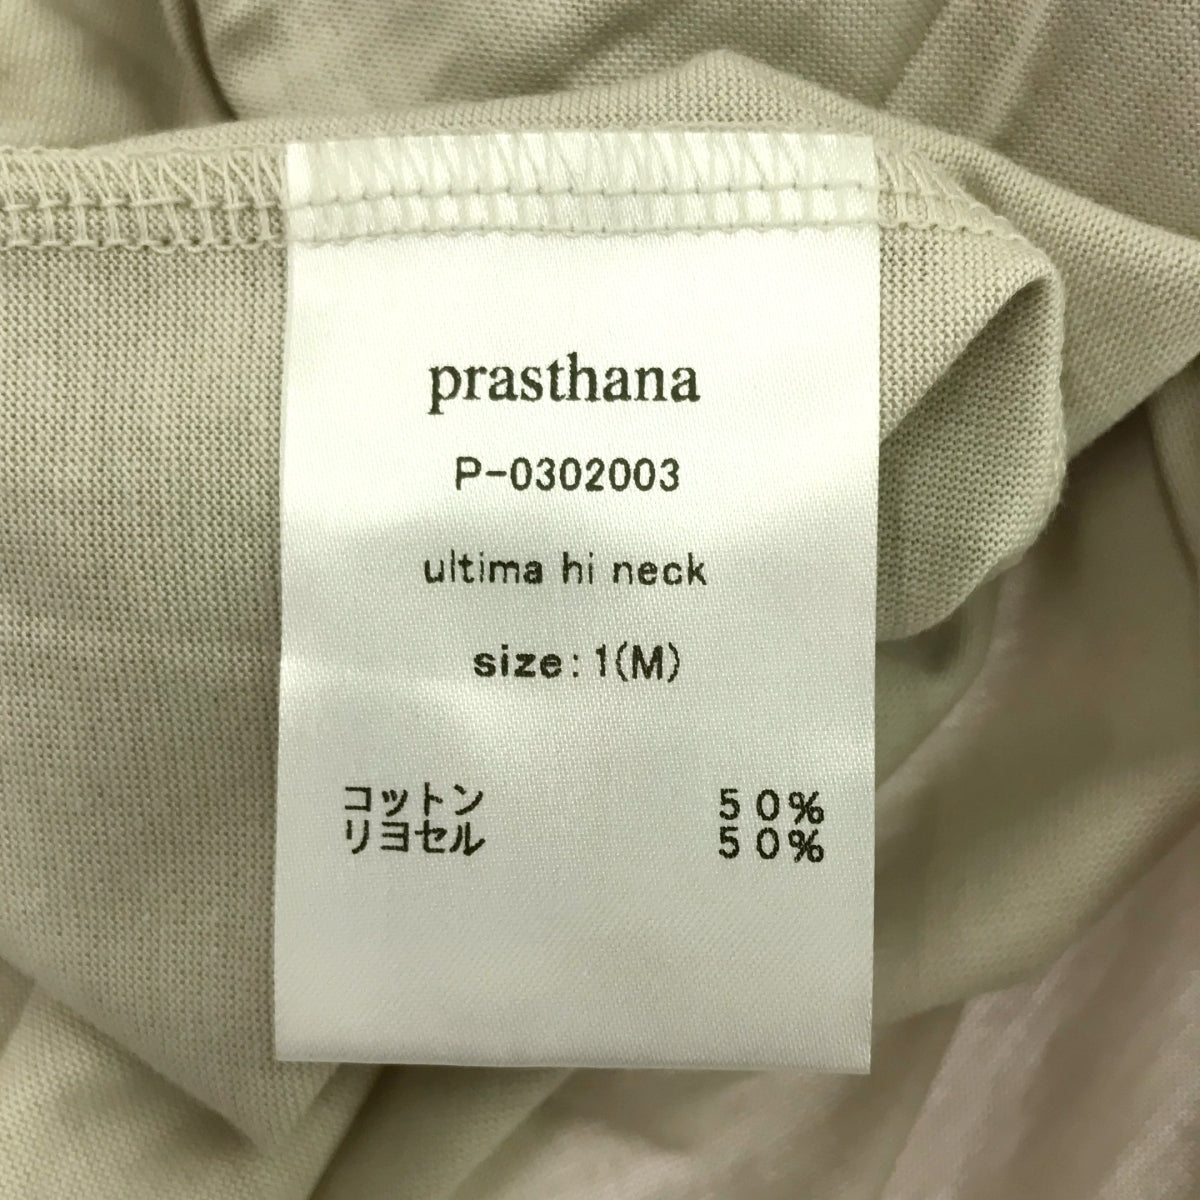 prasthana
P-0302003
ultima hi neck
size: 1(M)
コットン 50%
リヨセル 50%